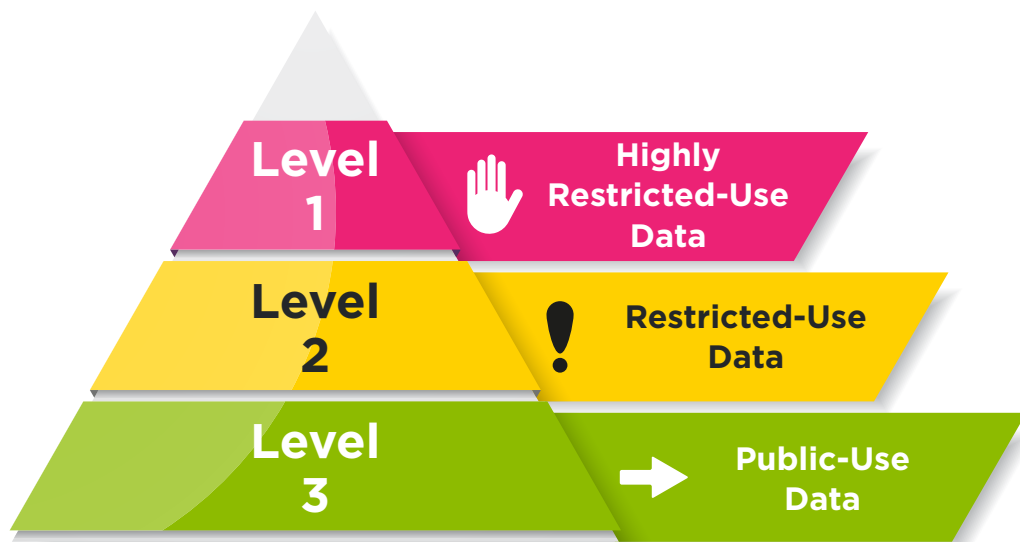 Level
1
Highly
Restricted-Use
Data
Level
2
Restricted-Use
Data
Level
3
Public-Use
Data